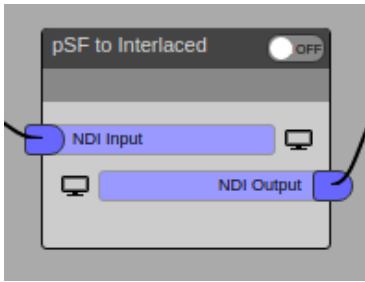 pSF to Interlaced
OFF
NDI Input
NDI Output